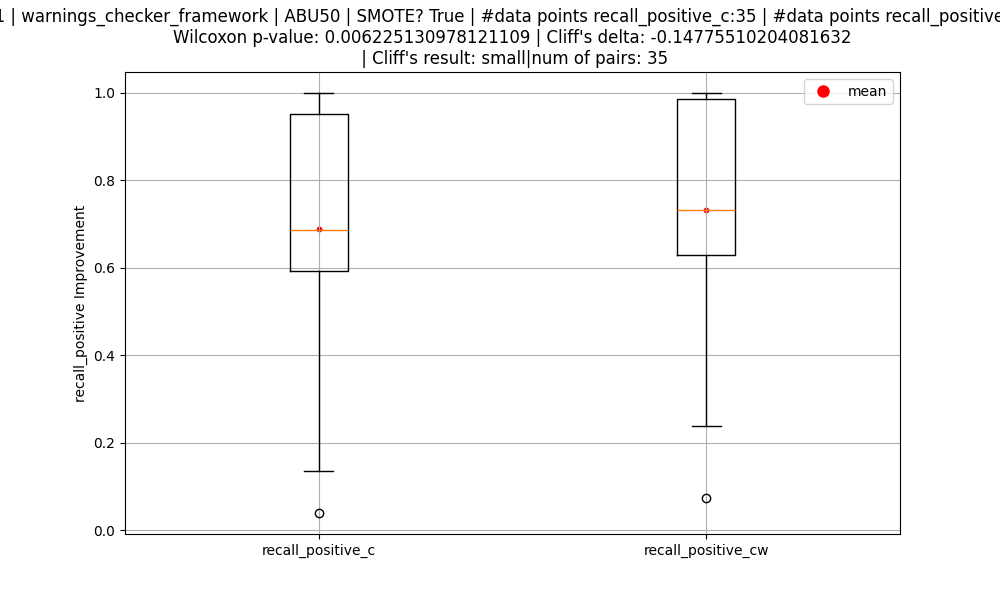 | warnings_checker_framework | ABU50 | SMOTE? True | #data points recall_positive_c:35 | #data points recall_positive
Wilcoxon p-value: 0.006225130978121109 | Cliff's delta: -0.14775510204081632
| Cliff's result: small|num of pairs: 35
mean
1.0
0.8
0.6
0.4
0.2
0.0
recall_positive Improvement
recall_positive_c
recall_positive_cw